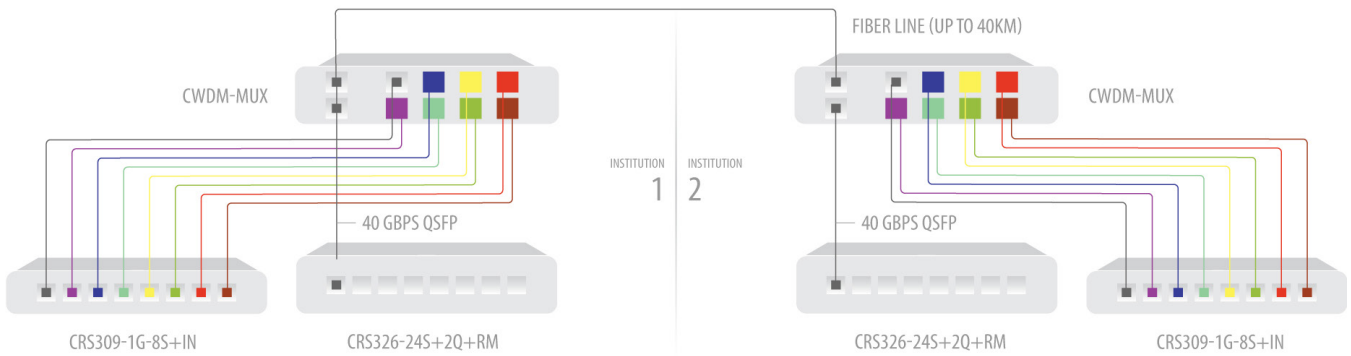 FIBER LINE (UP TO 40KM)
CWDM-MUX
CWDM-MUX
INSTITUTION
1
INSTITUTION
2
40 GBPS QSFP
40 GBPS QSFP
CRS309-1G-8S+IN
CRS326-24S+2Q+RM
CRS326-24S+2Q+RM
CRS309-1G-8S+IN